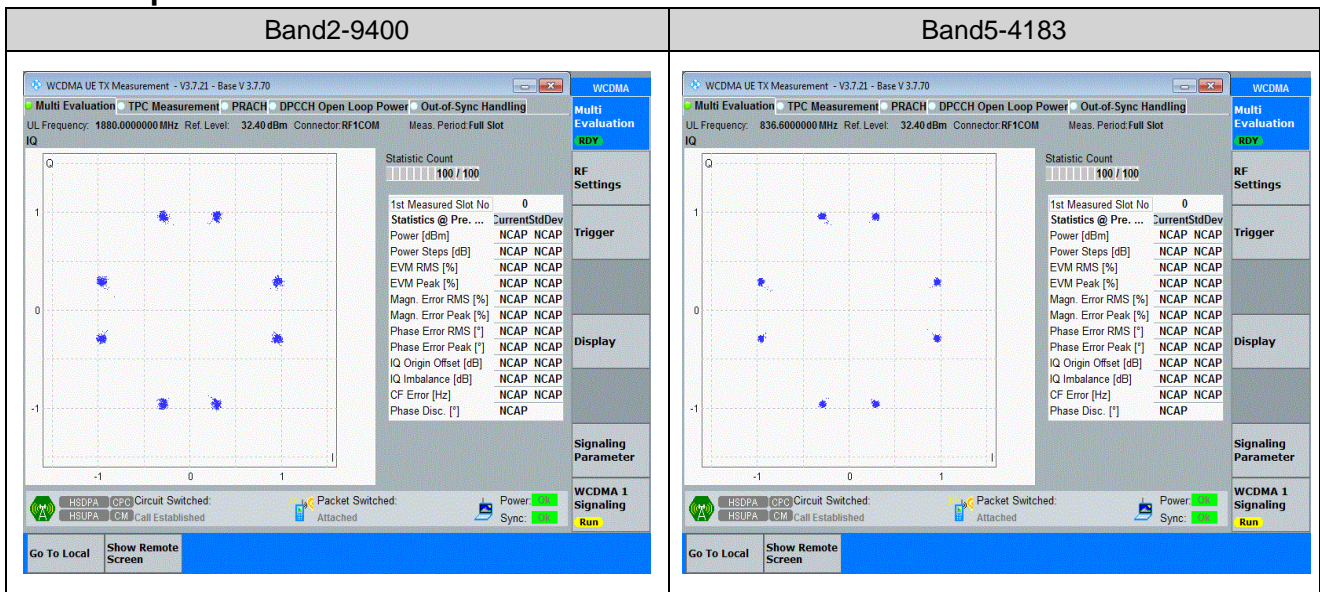 Band2-9400
WCDMA UE TX Measurement - V3.7.21 - Base V 3.7.70
WCDMA
Multi Evaluation TPC Measurement PRACH DPCCH Open Loop Power Out-of-Sync Handling
Multi
Evaluation
RDY
UL Frequency: 1880.0000000 MHz Ref. Level: 32.40 dBm Connector:RF1COM Meas. Period:Full Slot
IQ
Q
1
0
-1
-1 0 1
I
Statistic Count
100 / 100
1st Measured Slot No 0
Statistics @ Pre. ... CurrentStdDev
Power [dBm] NCAP NCAP
Power Steps [dB] NCAP NCAP
EVM RMS [%] NCAP NCAP
EVM Peak [%] NCAP NCAP
Magn. Error RMS [%] NCAP NCAP
Magn. Error Peak [%] NCAP NCAP
Phase Error RMS [°] NCAP NCAP
Phase Error Peak [°] NCAP NCAP
IQ Origin Offset [dB] NCAP NCAP
IQ Imbalance [dB] NCAP NCAP
CF Error [Hz] NCAP NCAP
Phase Disc. [°] NCAP
RF
Settings
Trigger
Display
Signaling
Parameter
WCDMA 1
Signaling
Run
HSDPA CPC Circuit Switched: Packet Switched: Power: Ok
HSUPA CM Call Established Attached Sync: Ok
Go To Local
Show Remote
Screen
Band5-4183
WCDMA UE TX Measurement - V3.7.21 - Base V 3.7.70
WCDMA
Multi Evaluation TPC Measurement PRACH DPCCH Open Loop Power Out-of-Sync Handling
Multi
Evaluation
RDY
UL Frequency: 836.6000000 MHz Ref. Level: 32.40 dBm Connector:RF1COM Meas. Period:Full Slot
IQ
Q
1
0
-1
-1 0 1
I
Statistic Count
100 / 100
1st Measured Slot No 0
Statistics @ Pre. ... CurrentStdDev
Power [dBm] NCAP NCAP
Power Steps [dB] NCAP NCAP
EVM RMS [%] NCAP NCAP
EVM Peak [%] NCAP NCAP
Magn. Error RMS [%] NCAP NCAP
Magn. Error Peak [%] NCAP NCAP
Phase Error RMS [°] NCAP NCAP
Phase Error Peak [°] NCAP NCAP
IQ Origin Offset [dB] NCAP NCAP
IQ Imbalance [dB] NCAP NCAP
CF Error [Hz] NCAP NCAP
Phase Disc. [°] NCAP
RF
Settings
Trigger
Display
Signaling
Parameter
WCDMA 1
Signaling
Run
HSDPA CPC Circuit Switched: Packet Switched: Power: Ok
HSUPA CM Call Established Attached Sync: Ok
Go To Local
Show Remote
Screen